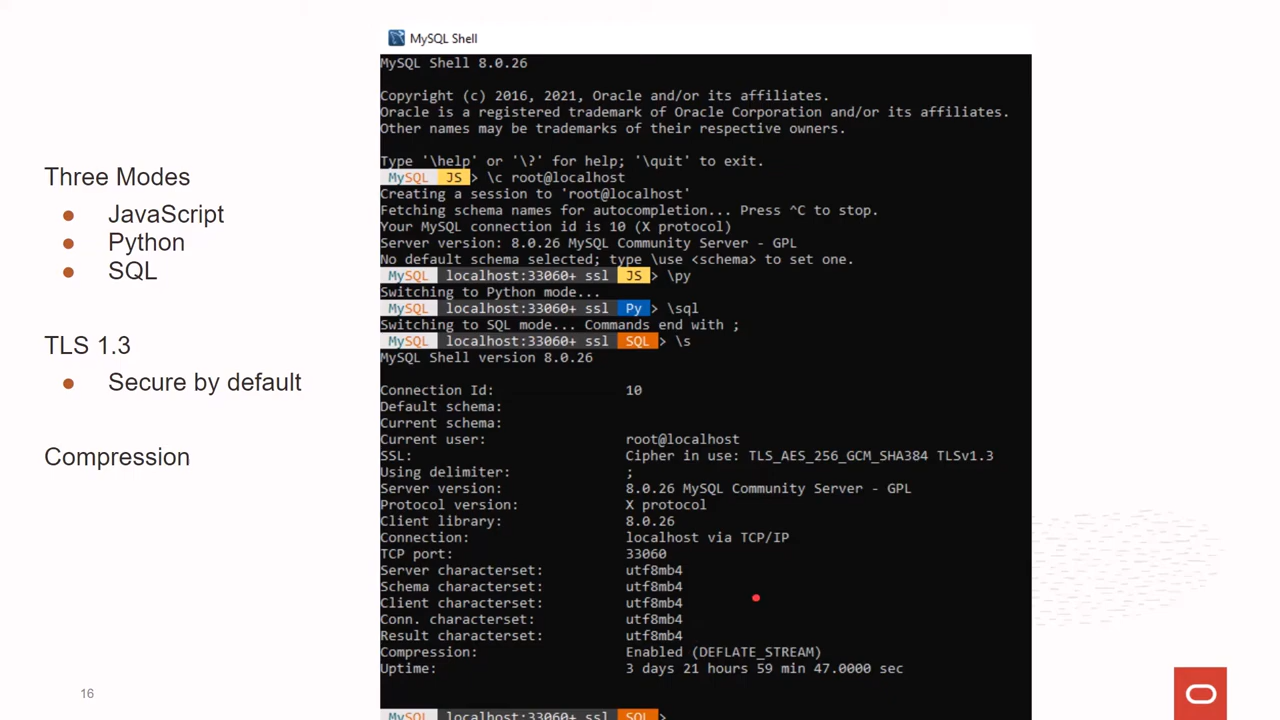 MySQL Shell
MySQL Shell 8.0.26
Copyright (c) 2016, 2021, Oracle and/or its affiliates.
Oracle is a registered trademark of Oracle Corporation and/or its affiliates.
Other names may be trademarks of their respective owners.
Type '\help' or '\?' for help; '\quit' to exit.
MySQL JS > \c root@localhost
Creating a session to 'root@localhost'
Fetching schema names for autocompletion... Press ^C to stop.
Your MySQL connection id is 10 (X protocol)
Server version: 8.0.26 MySQL Community Server - GPL
No default schema selected; type \use <schema> to set one.
MySQL localhost:33060+ ssl JS > \py
Switching to Python mode...
MySQL localhost:33060+ ssl Py > \sql
Switching to SQL mode... Commands end with ;
MySQL localhost:33060+ ssl SQL > \s
MySQL Shell version 8.0.26
Connection Id: 10
Default schema:
Current schema:
Current user: root@localhost
SSL: Cipher in use: TLS_AES_256_GCM_SHA384 TLSv1.3
Using delimiter: ;
Server version: 8.0.26 MySQL Community Server - GPL
Protocol version: X protocol
Client library: 8.0.26
Connection: localhost via TCP/IP
TCP port: 33060
Server characterset: utf8mb4
Schema characterset: utf8mb4
Client characterset: utf8mb4
Conn. characterset: utf8mb4
Result characterset: utf8mb4
Compression: Enabled (DEFLATE_STREAM)
Uptime: 3 days 21 hours 59 min 47.0000 sec
MySQL localhost:33060+ ssl SQL >
Three Modes
● JavaScript
● Python
● SQL
TLS 1.3
● Secure by default
Compression
16